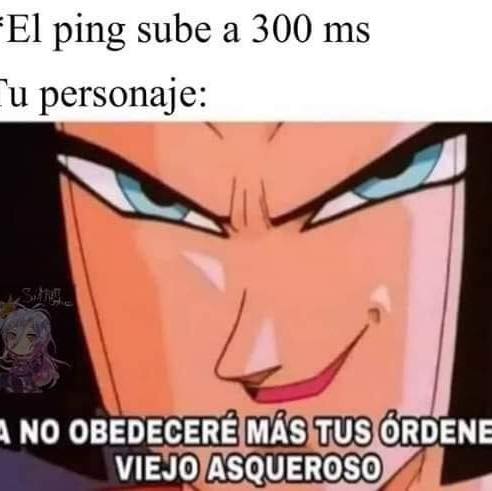 *El ping sube a 300 ms
Tu personaje:
A NO OBEDECERÉ MÁS TUS ÓRDENE
VIEJO ASQUEROSO